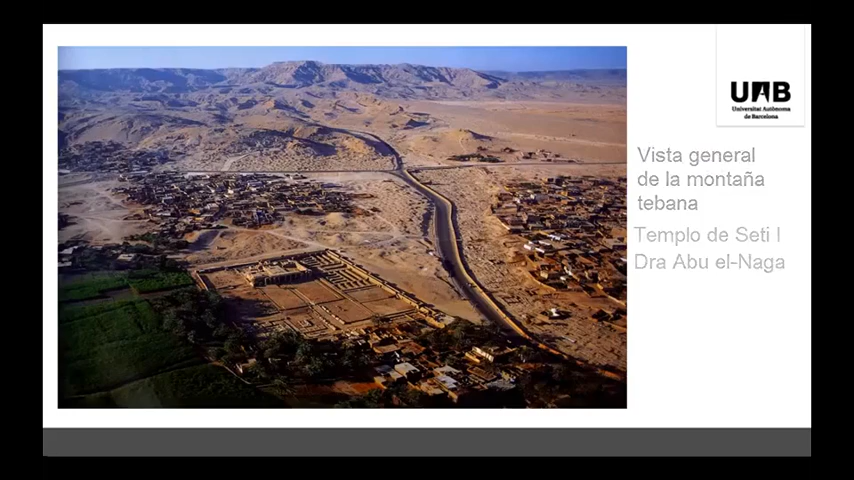 UAB
Universitat Autònoma
de Barcelona
Vista general
de la montaña
tebana
Templo de Seti I
Dra Abu el-Naga